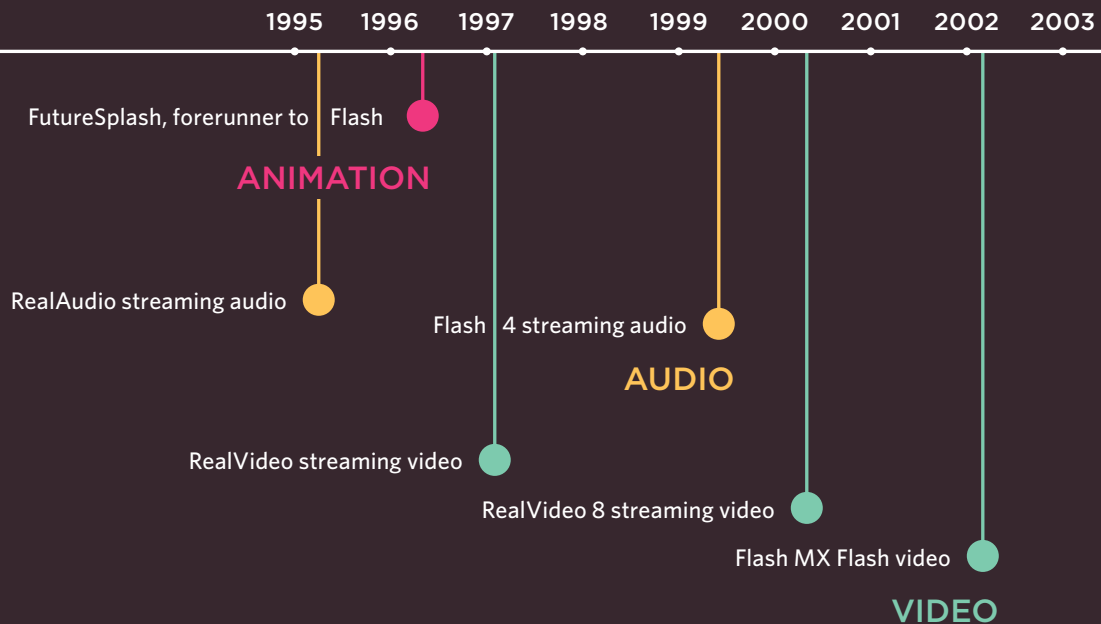 1995 1996 1997 1998 1999 2000 2001 2002 2003
FutureSplash, forerunner to Flash
ANIMATION
RealAudio streaming audio
Flash 4 streaming audio
AUDIO
RealVideo streaming video
RealVideo 8 streaming video
Flash MX Flash video
VIDEO